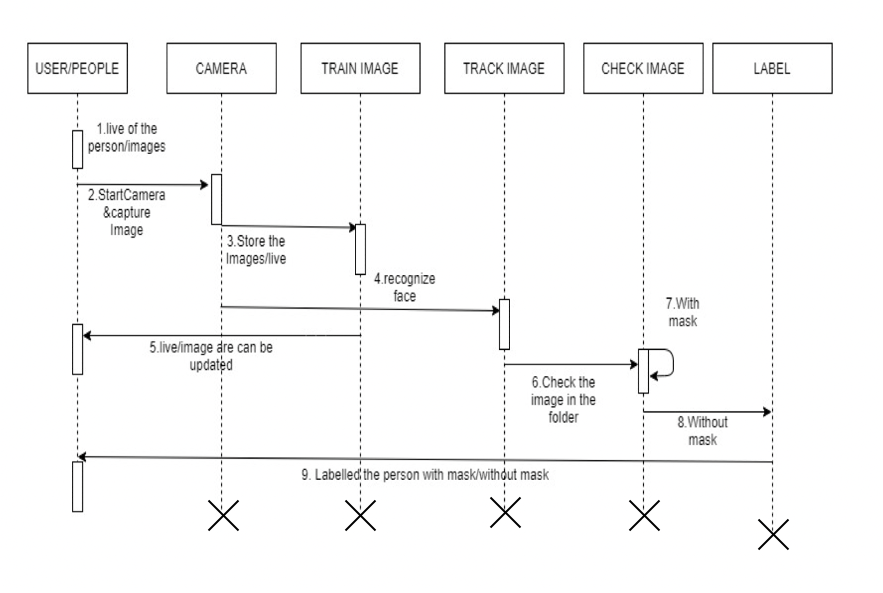 USER/PEOPLE
CAMERA
TRAIN IMAGE
TRACK IMAGE
CHECK IMAGE
LABEL
1.live of the
person/images
2.StartCamera
&capture
Image
3.Store the
Images/live
4.recognize
face
5.live/image are can be
updated
6.Check the
image in the
folder
7.With
mask
8.Without
mask
9. Labelled the person with mask/without mask